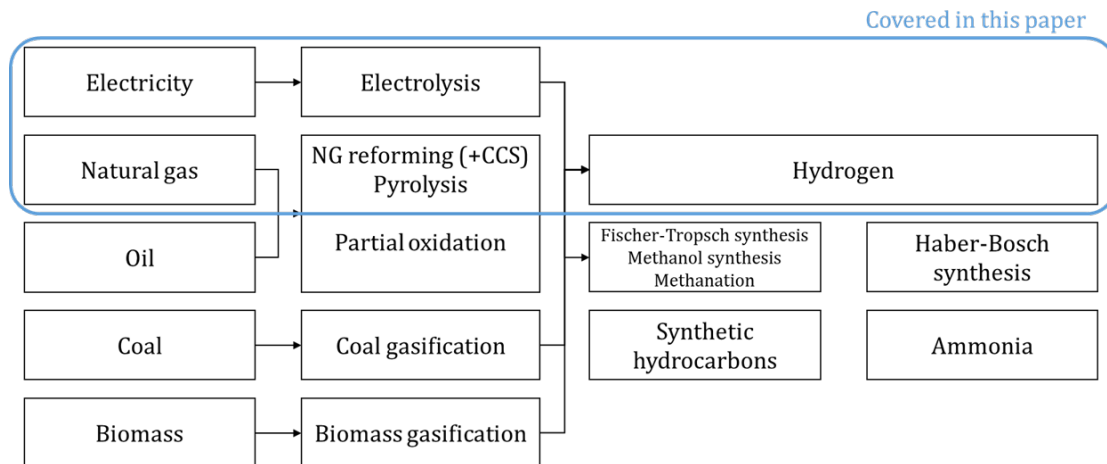 Covered in this paper
Electricity
Electrolysis
Natural gas
NG reforming (+CCS)
Pyrolysis
Hydrogen
Oil
Partial oxidation
Fischer-Tropsch synthesis
Methanol synthesis
Methanation
Haber-Bosch
synthesis
Coal
Coal gasification
Synthetic
hydrocarbons
Ammonia
Biomass
Biomass gasification